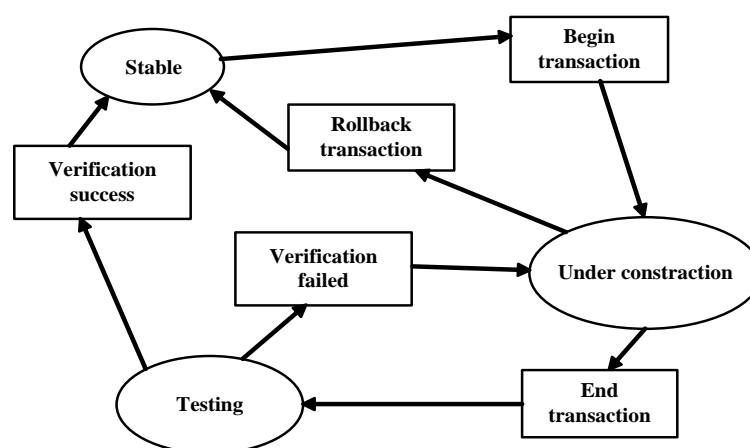 Begin
transaction
Stable
Rollback
transaction
Verification
success
Verification
failed
Under constraction
End
transaction
Testing